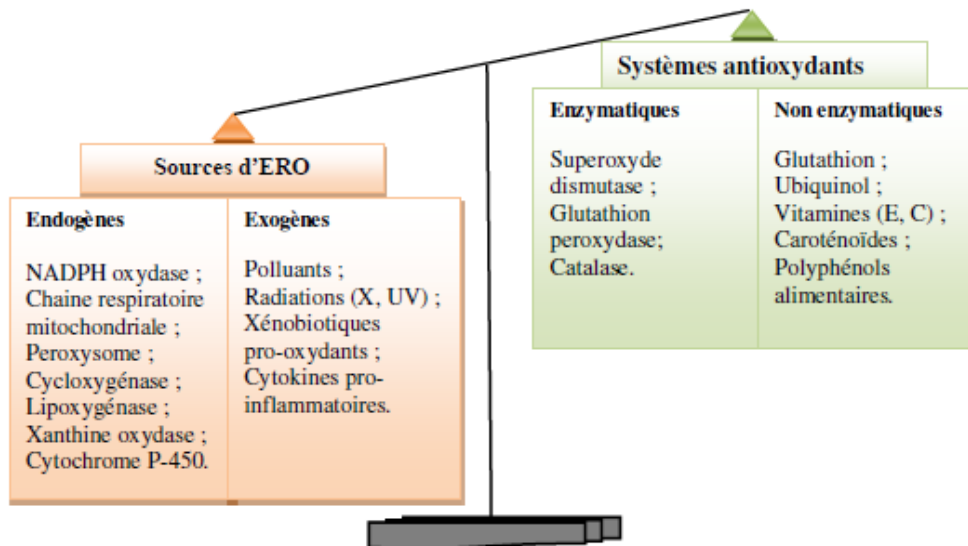 Systèmes antioxydants
Enzymatiques
Superoxyde
dismutase ;
Glutathion
peroxydase;
Catalase.
Non enzymatiques
Glutathion ;
Ubiquinol ;
Vitamines (E, C) ;
Caroténoïdes ;
Polyphénols
alimentaires.
Sources d'ERO
Endogènes
NADPH oxydase ;
Chaine respiratoire
mitochondriale ;
Peroxysome ;
Cycloxygénase ;
Lipoxygénase ;
Xanthine oxydase ;
Cytochrome P-450.
Exogènes
Polluants ;
Radiations (X, UV) ;
Xénobiotiques
pro-oxydants ;
Cytokines pro-
inflammatoires.